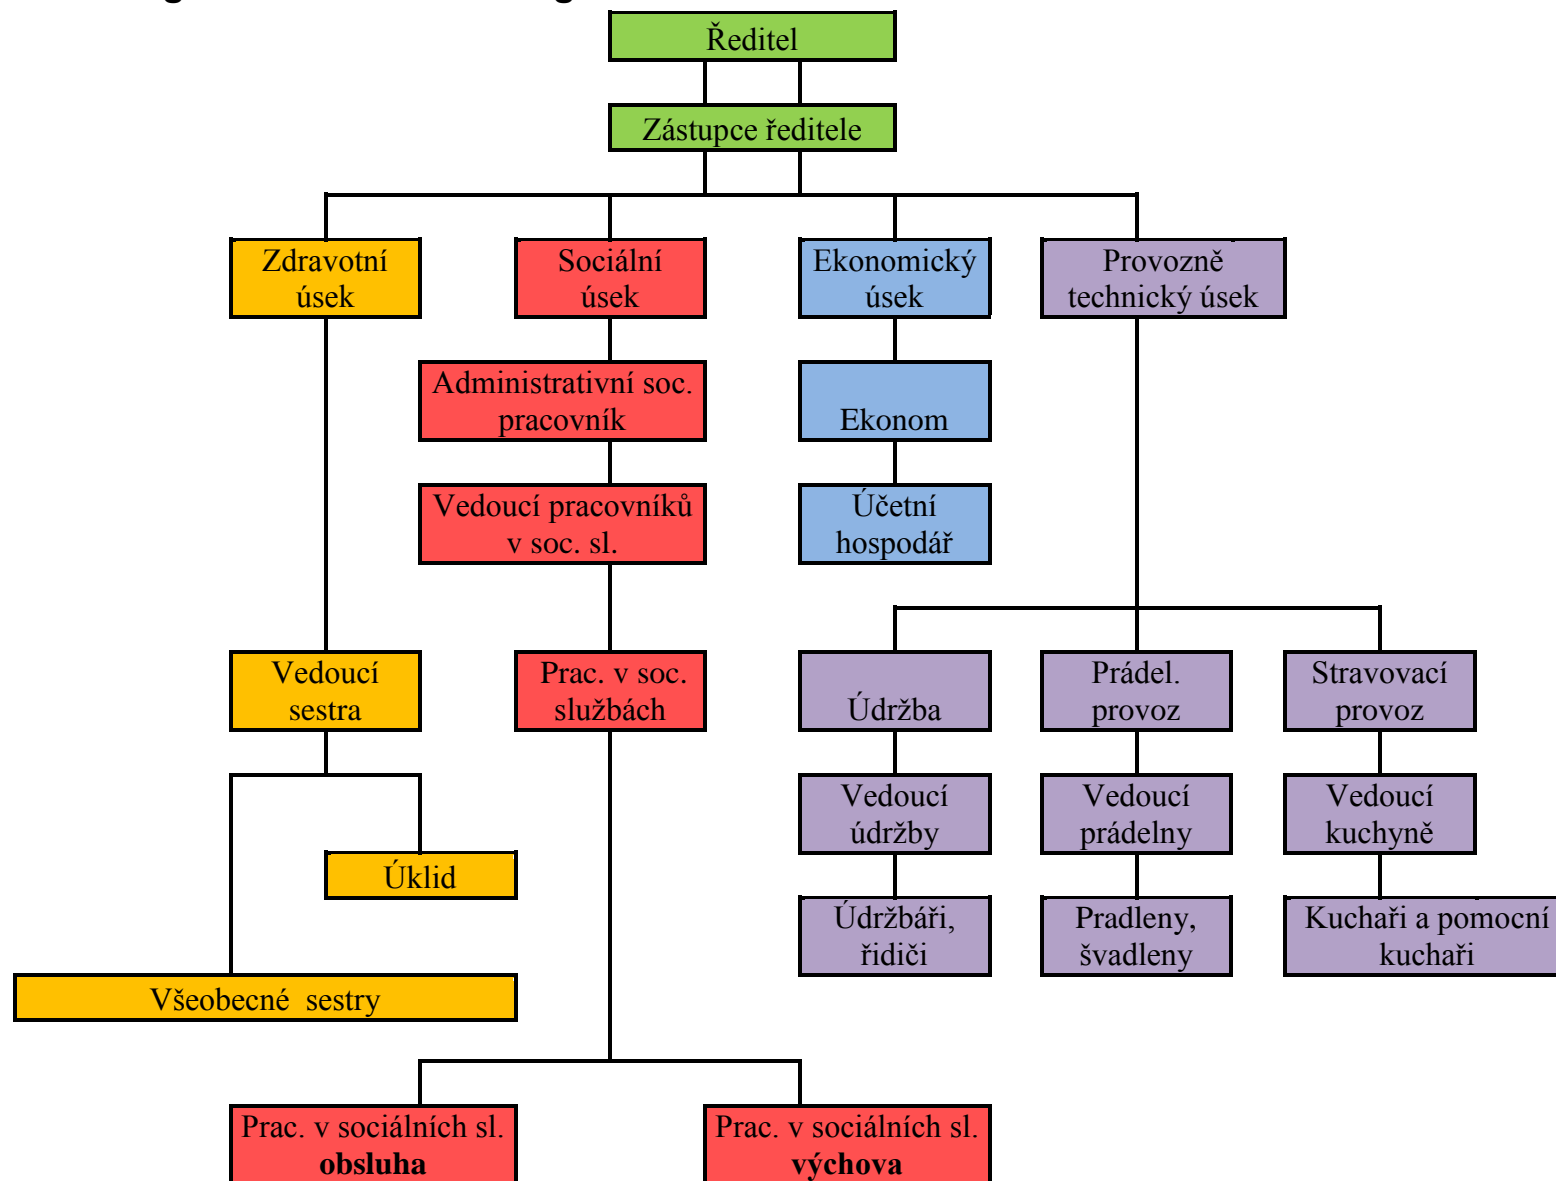 Ředitel
Zástupce ředitele
Zdravotní
úsek
Sociální
úsek
Ekonomický
úsek
Provozně
technický úsek
Administrativní soc.
pracovník
Ekonom
Vedoucí pracovníků
v soc. sl.
Účetní
hospodář
Vedoucí
sestra
Prac. v soc.
službách
Údržba
Prádel.
provoz
Stravovací
provoz
Vedoucí
údržby
Vedoucí
prádelny
Vedoucí
kuchyně
Úklid
Údržbáři,
řidiči
Pradleny,
švadleny
Kuchaři a pomocní
kuchaři
Všeobecné  sestry
Prac. v sociálních sl.
obsluha
Prac. v sociálních sl.
výchova